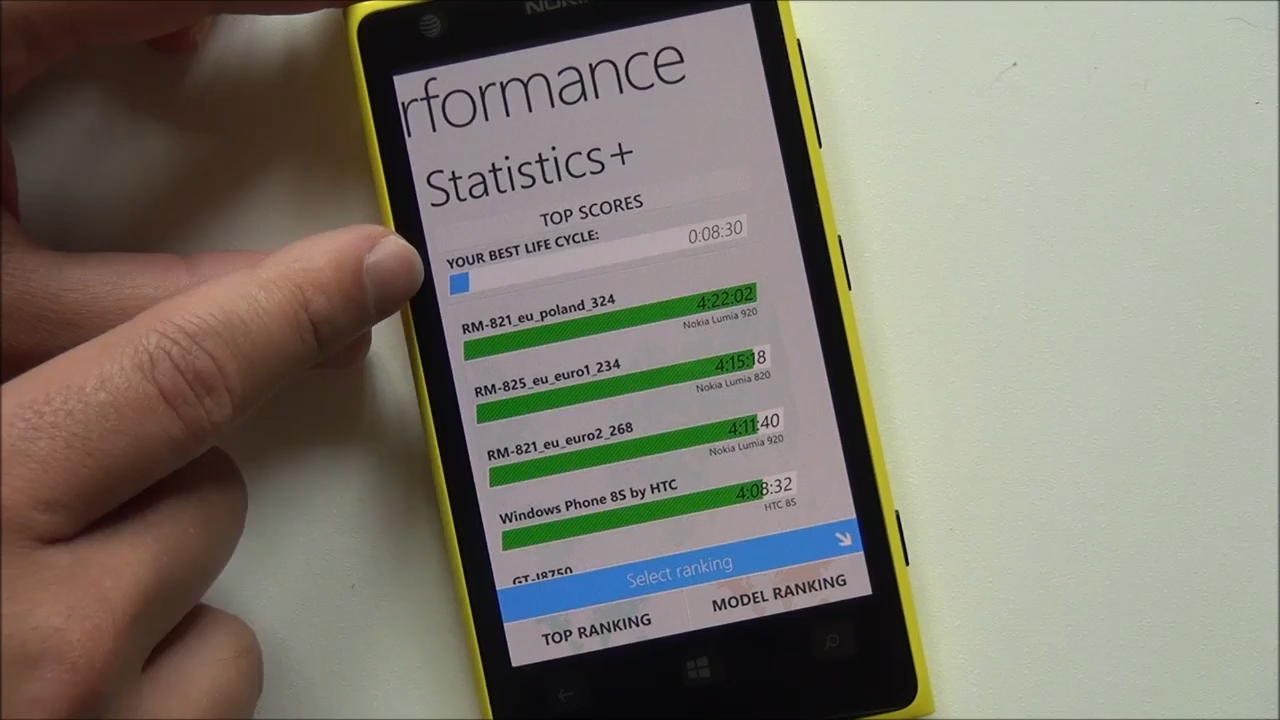 rformance
Statistics+
TOP SCORES
YOUR BEST LIFE CYCLE:
0:08:30
RM-821_eu_poland_324
4:22:02
Nokia Lumia 920
RM-825_eu_euro1_234
4:15:18
Nokia Lumia 820
RM-821_eu_euro2_268
4:11:40
Nokia Lumia 920
Windows Phone 8S by HTC
4:08:32
HTC 8S
GT-I8750
Select ranking
TOP RANKING
MODEL RANKING